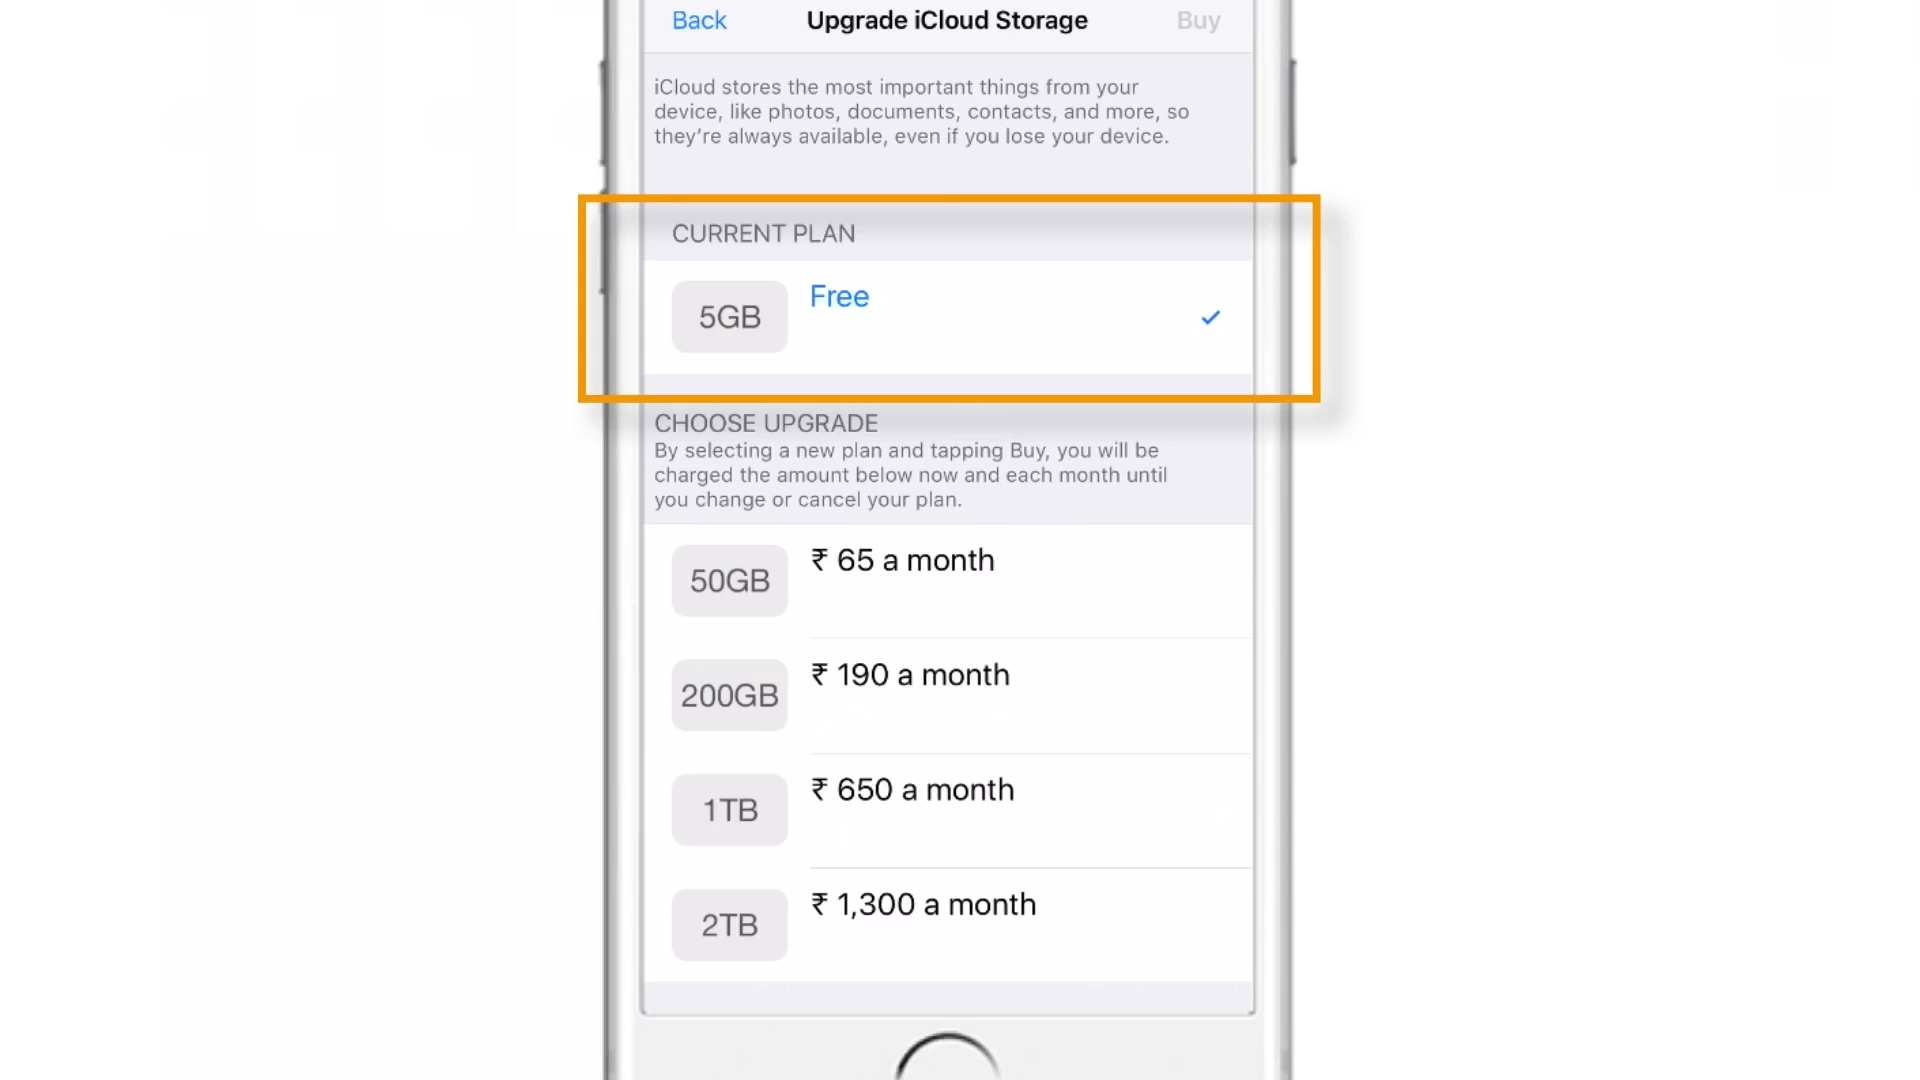 Back Upgrade iCloud Storage Buy
iCloud stores the most important things from your
device, like photos, documents, contacts, and more, so
they’re always available, even if you lose your device.
CURRENT PLAN
5GB Free
CHOOSE UPGRADE
By selecting a new plan and tapping Buy, you will be
charged the amount below now and each month until
you change or cancel your plan.
50GB ₹ 65 a month
200GB ₹ 190 a month
1TB ₹ 650 a month
2TB ₹ 1,300 a month